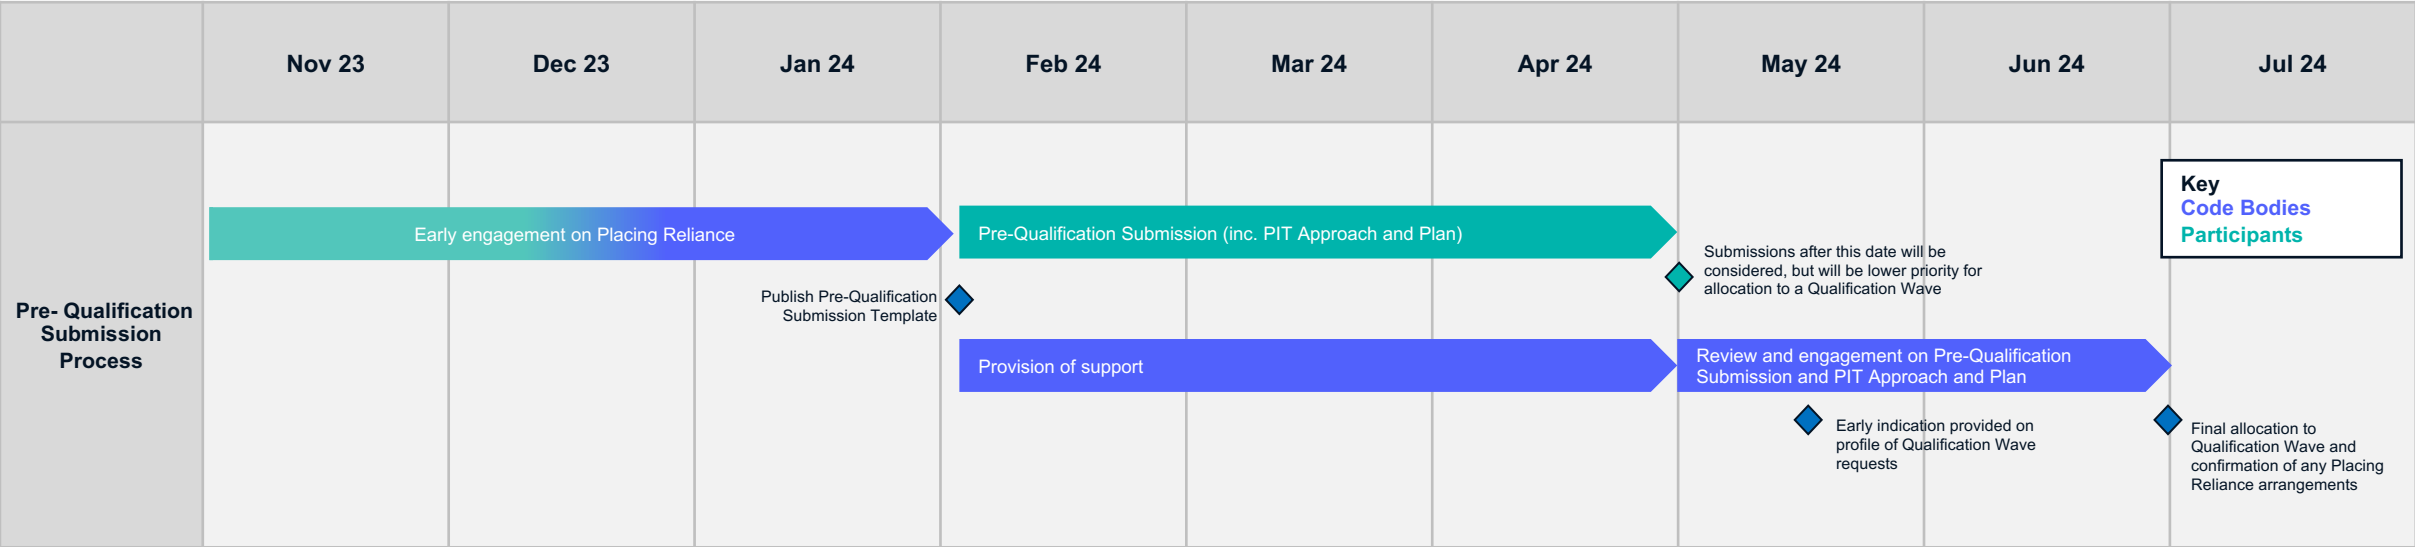 Nov 23
Dec 23
Jan 24
Feb 24
Mar 24
Apr 24
May 24
Jun 24
Jul 24
Pre- Qualification
Submission
Process
Early engagement on Placing Reliance
Pre-Qualification Submission (inc. PIT Approach and Plan)
Key
Code Bodies
Participants
Submissions after this date will be
considered, but will be lower priority for
allocation to a Qualification Wave
Publish Pre-Qualification
Submission Template
Provision of support
Review and engagement on Pre-Qualification
Submission and PIT Approach and Plan
Early indication provided on
profile of Qualification Wave
requests
Final allocation to
Qualification Wave and
confirmation of any Placing
Reliance arrangements